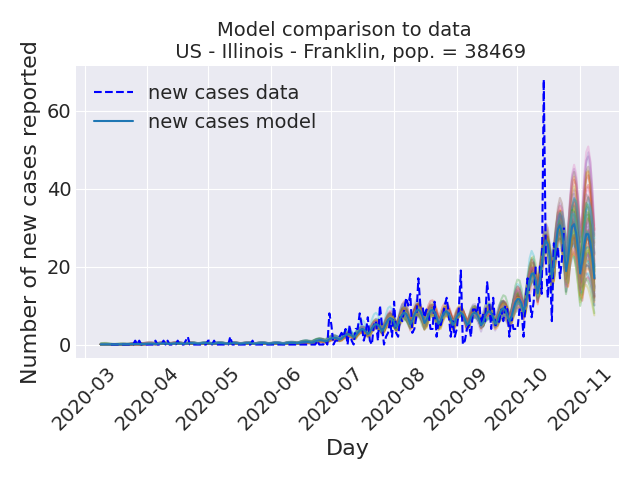 Model comparison to data
US - Illinois - Franklin, pop. = 38469
Number of new cases reported
60
40
20
0
new cases data
new cases model
2020-03
2020-04
2020-05
2020-06
2020-07
2020-08
2020-09
2020-10
2020-11
Day